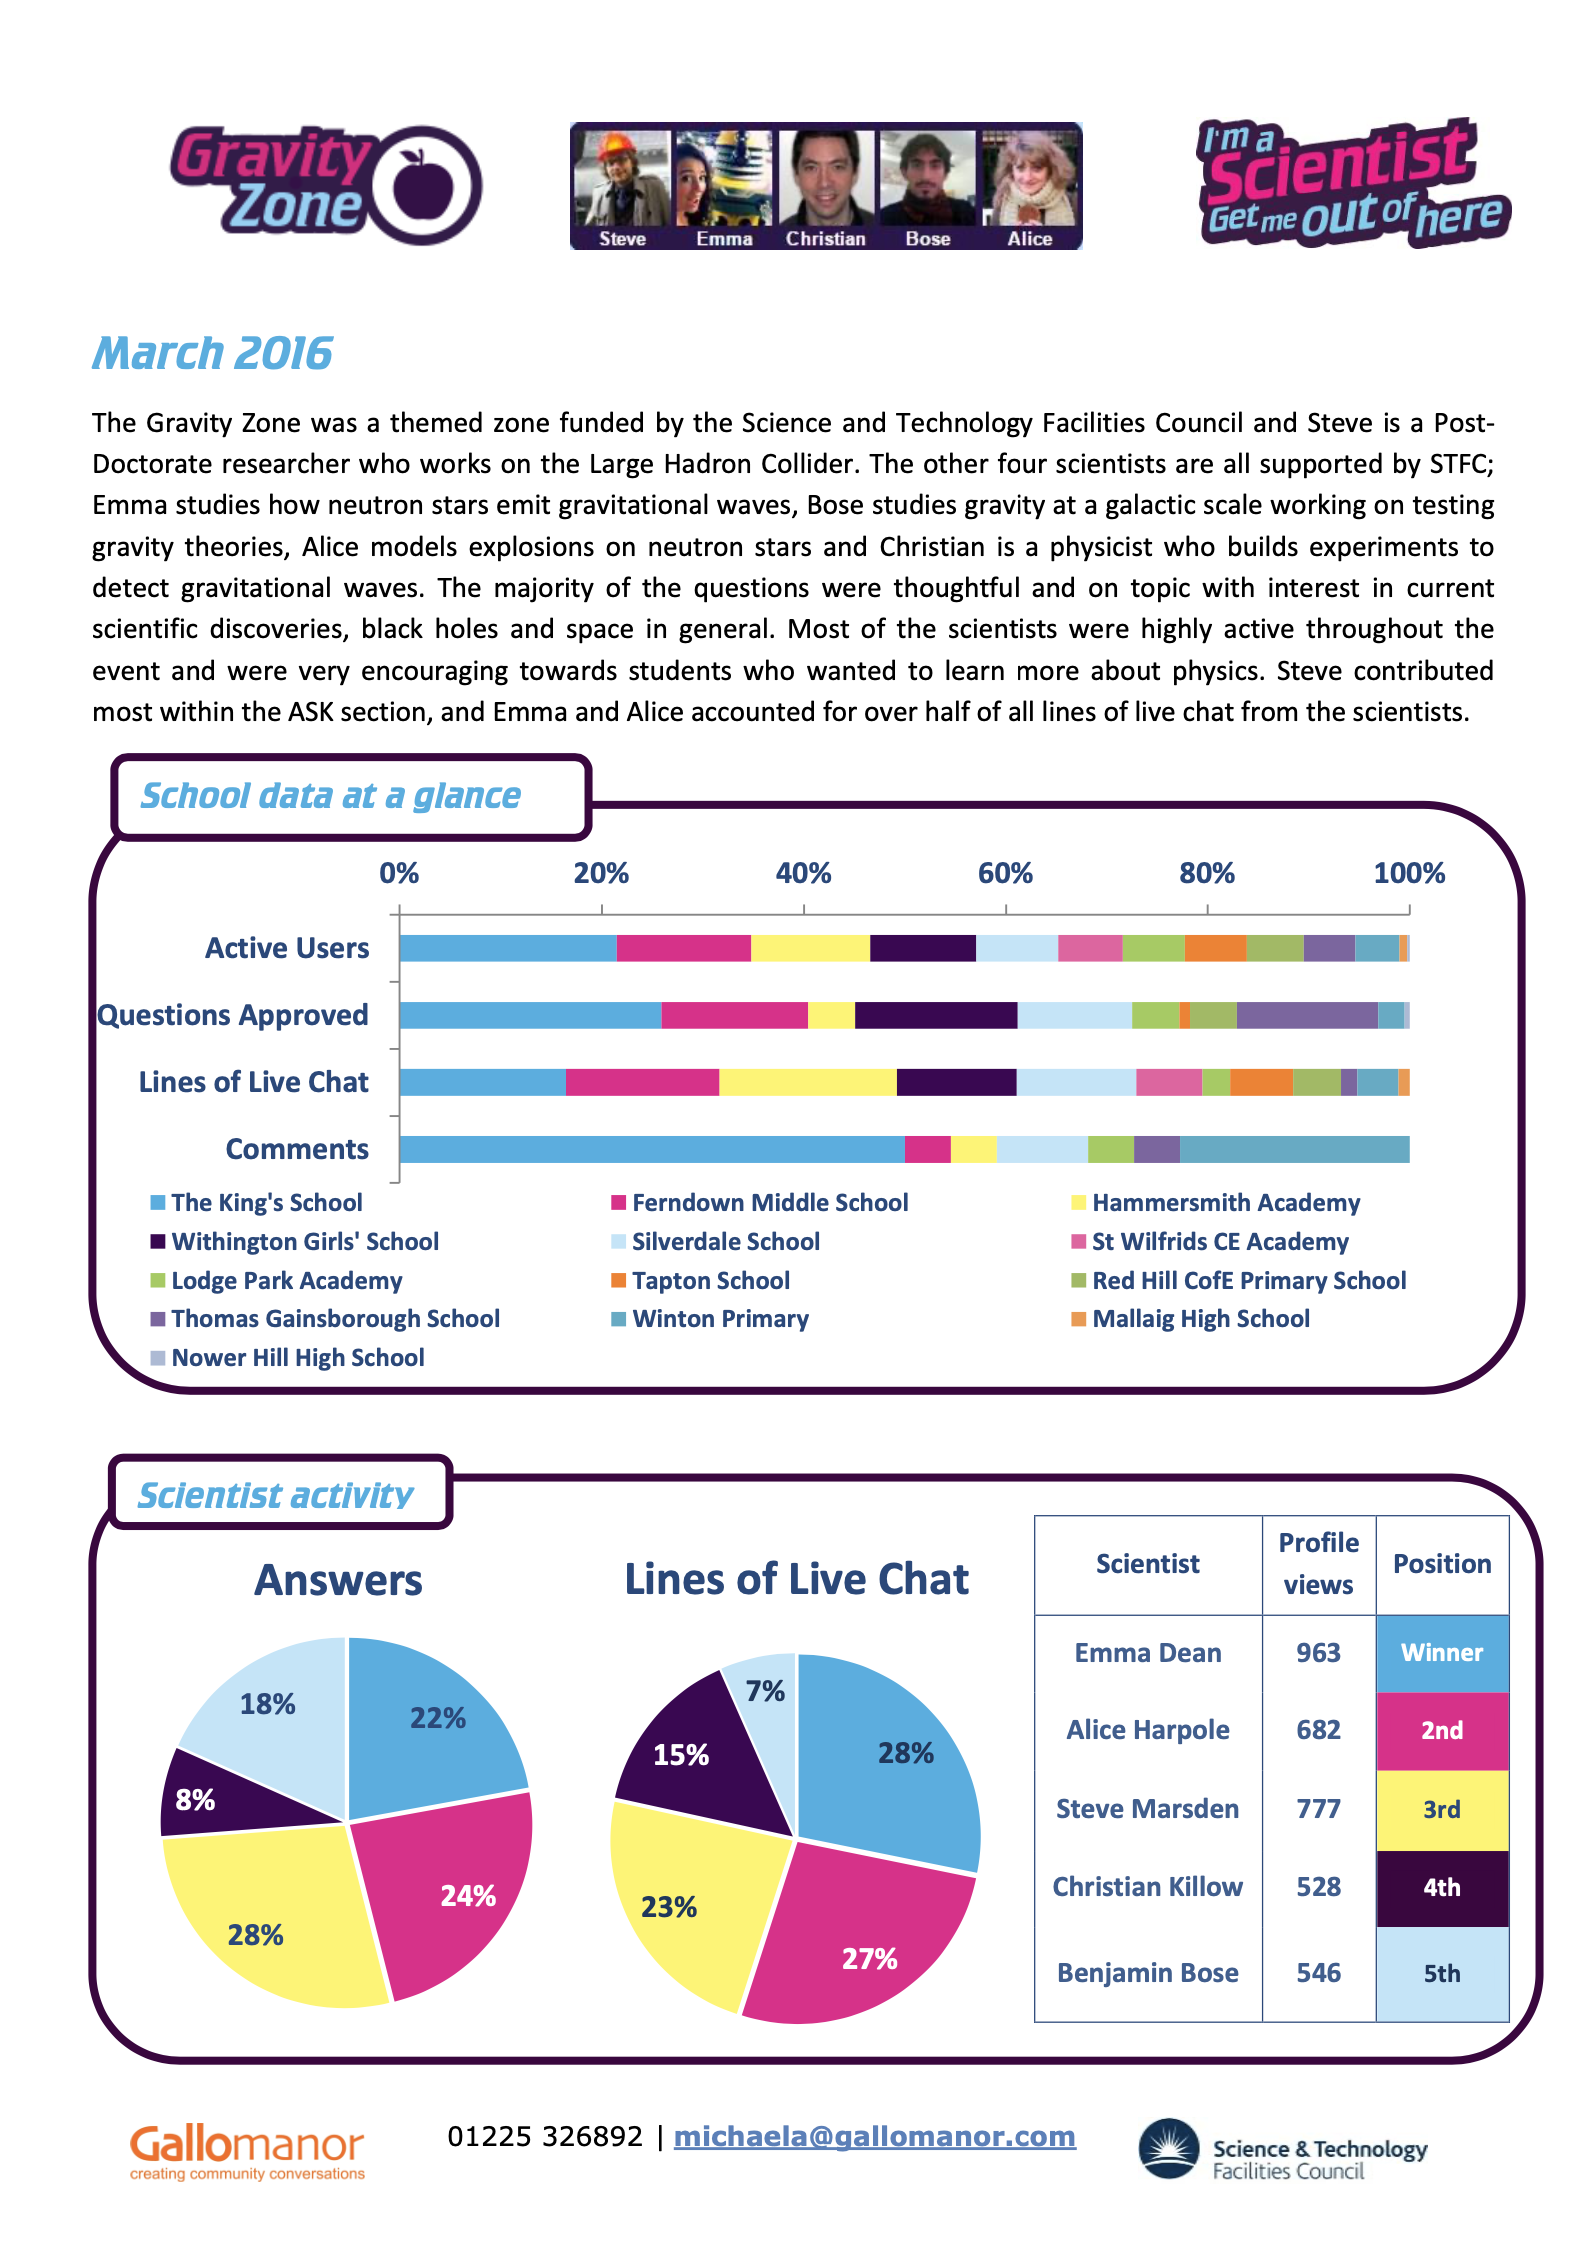 Gravity
Zone
Steve Emma Christian Bose Alice
I'm a
Scientist
Get me out of here
March 2016
The Gravity Zone was a themed zone funded by the Science and Technology Facilities Council and Steve is a Post-
Doctorate researcher who works on the Large Hadron Collider. The other four scientists are all supported by STFC;
Emma studies how neutron stars emit gravitational waves, Bose studies gravity at a galactic scale working on testing
gravity theories, Alice models explosions on neutron stars and Christian is a physicist who builds experiments to
detect gravitational waves. The majority of the questions were thoughtful and on topic with interest in current
scientific discoveries, black holes and space in general. Most of the scientists were highly active throughout the
event and were very encouraging towards students who wanted to learn more about physics. Steve contributed
most within the ASK section, and Emma and Alice accounted for over half of all lines of live chat from the scientists.
School data at a glance
0% 20% 40% 60% 80% 100%
Active Users
Questions Approved
Lines of Live Chat
Comments
The King's School Ferndown Middle School Hammersmith Academy
Withington Girls' School Silverdale School St Wilfrids CE Academy
Lodge Park Academy Tapton School Red Hill CofE Primary School
Thomas Gainsborough School Winton Primary Mallaig High School
Nower Hill High School
Scientist activity
Answers
22%
24%
28%
8%
18%
Lines of Live Chat
28%
27%
23%
15%
7%
Scientist Profile views Position
Emma Dean 963 Winner
Alice Harpole 682 2nd
Steve Marsden 777 3rd
Christian Killow 528 4th
Benjamin Bose 546 5th
Gallomanor
creating community conversations
01225 326892 | michaela@gallomanor.com
Science & Technology
Facilities Council